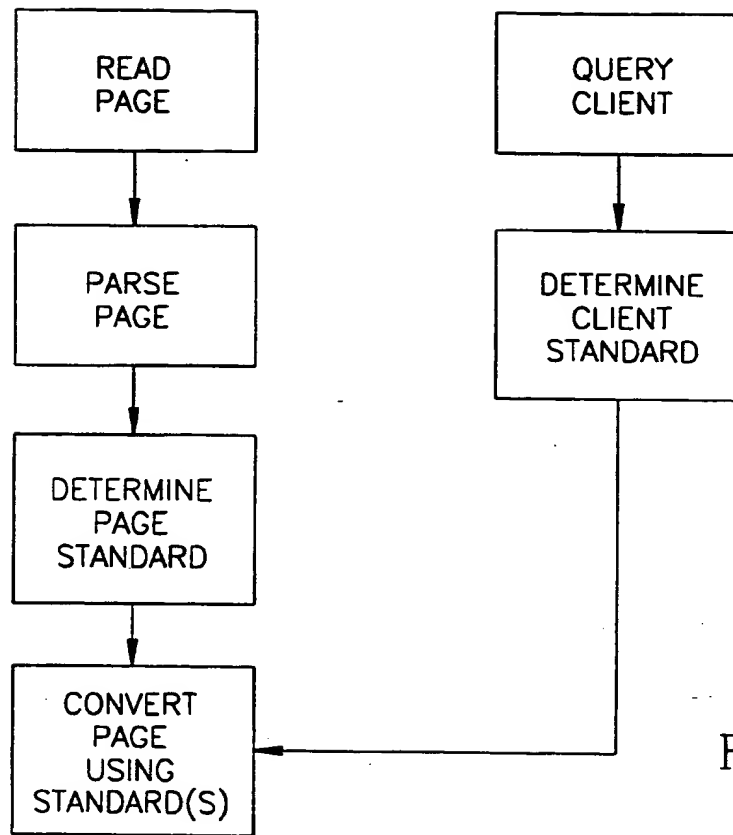 READ
PAGE
PARSE
PAGE
DETERMINE
PAGE
STANDARD
CONVERT
PAGE
USING
STANDARD(S)
QUERY
CLIENT
DETERMINE
CLIENT
STANDARD